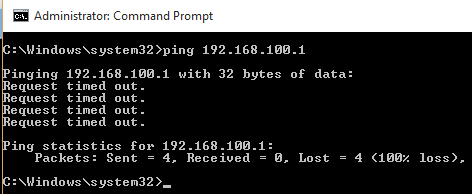 Administrator: Command Prompt
C:\Windows\system32>ping 192.168.100.1
Pinging 192.168.100.1 with 32 bytes of data:
Request timed out.
Request timed out.
Request timed out.
Request timed out.
Ping statistics for 192.168.100.1:
    Packets: Sent = 4, Received = 0, Lost = 4 (100% loss),
C:\Windows\system32>_